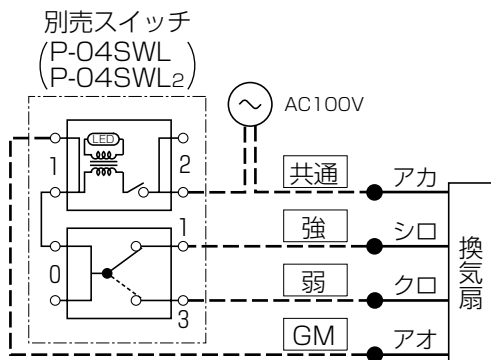 別売スイッチ
(P-04SWL
P-04SWL2)
AC100V
LED
1
2
共通
アカ
1
強
シロ
0
弱
クロ
3
GM
アオ
換気扇